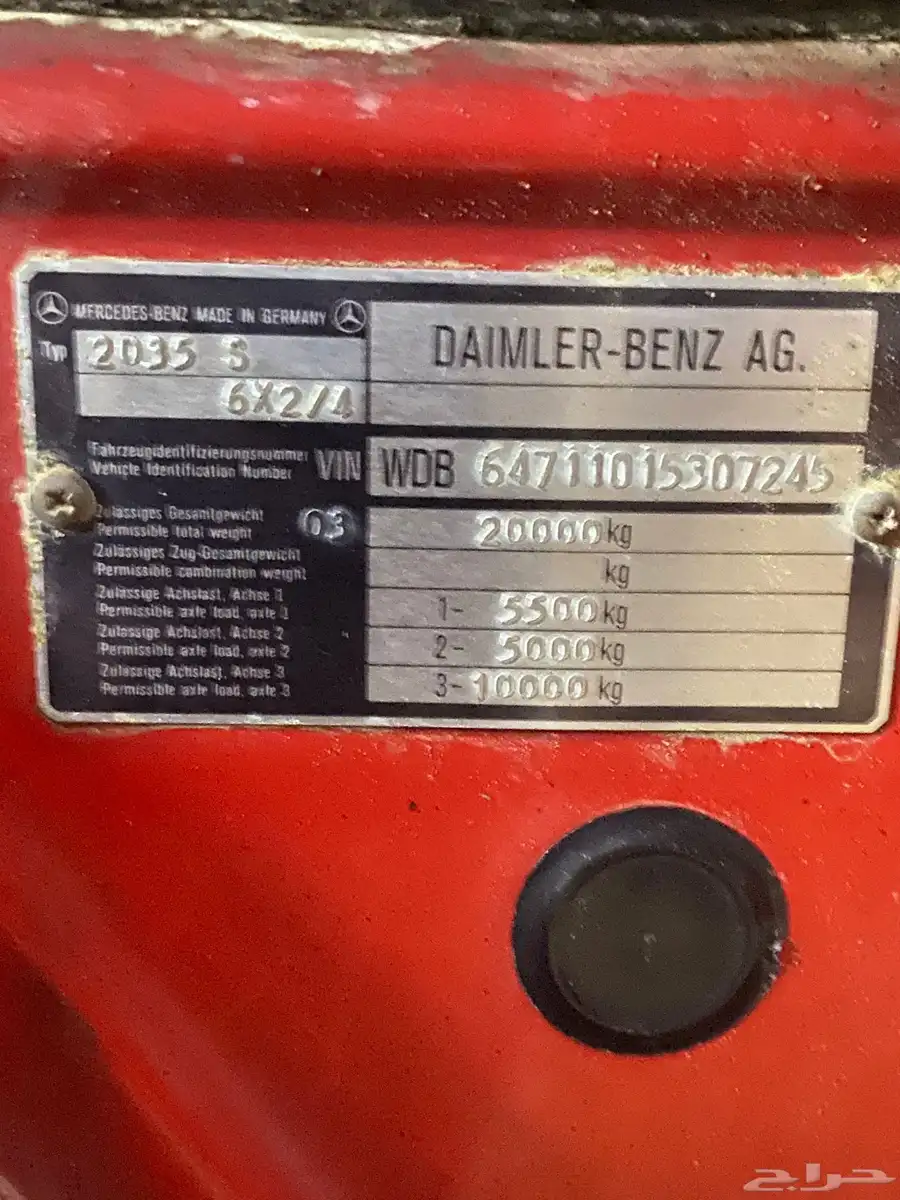 MERCEDES-BENZ MADE IN GERMANY
DAIMLER-BENZ AG.
Typ 2035 S
6X2/4
Fahrzeugidentifizierungsnummer
Vehicle Identification Number
VIN WDB 64711015307245
Zulässiges Gesamtgewicht
Permissible total weight
03 20000 kg
Zulässiges Zug-Gesamtgewicht
Permissible combination weight
kg
Zulässige Achslast, Achse 1
Permissible axle load, axle 1
1- 5500 kg
Zulässige Achslast, Achse 2
Permissible axle load, axle 2
2- 5000 kg
Zulässige Achslast, Achse 3
Permissible axle load, axle 3
3- 10000 kg
حراج